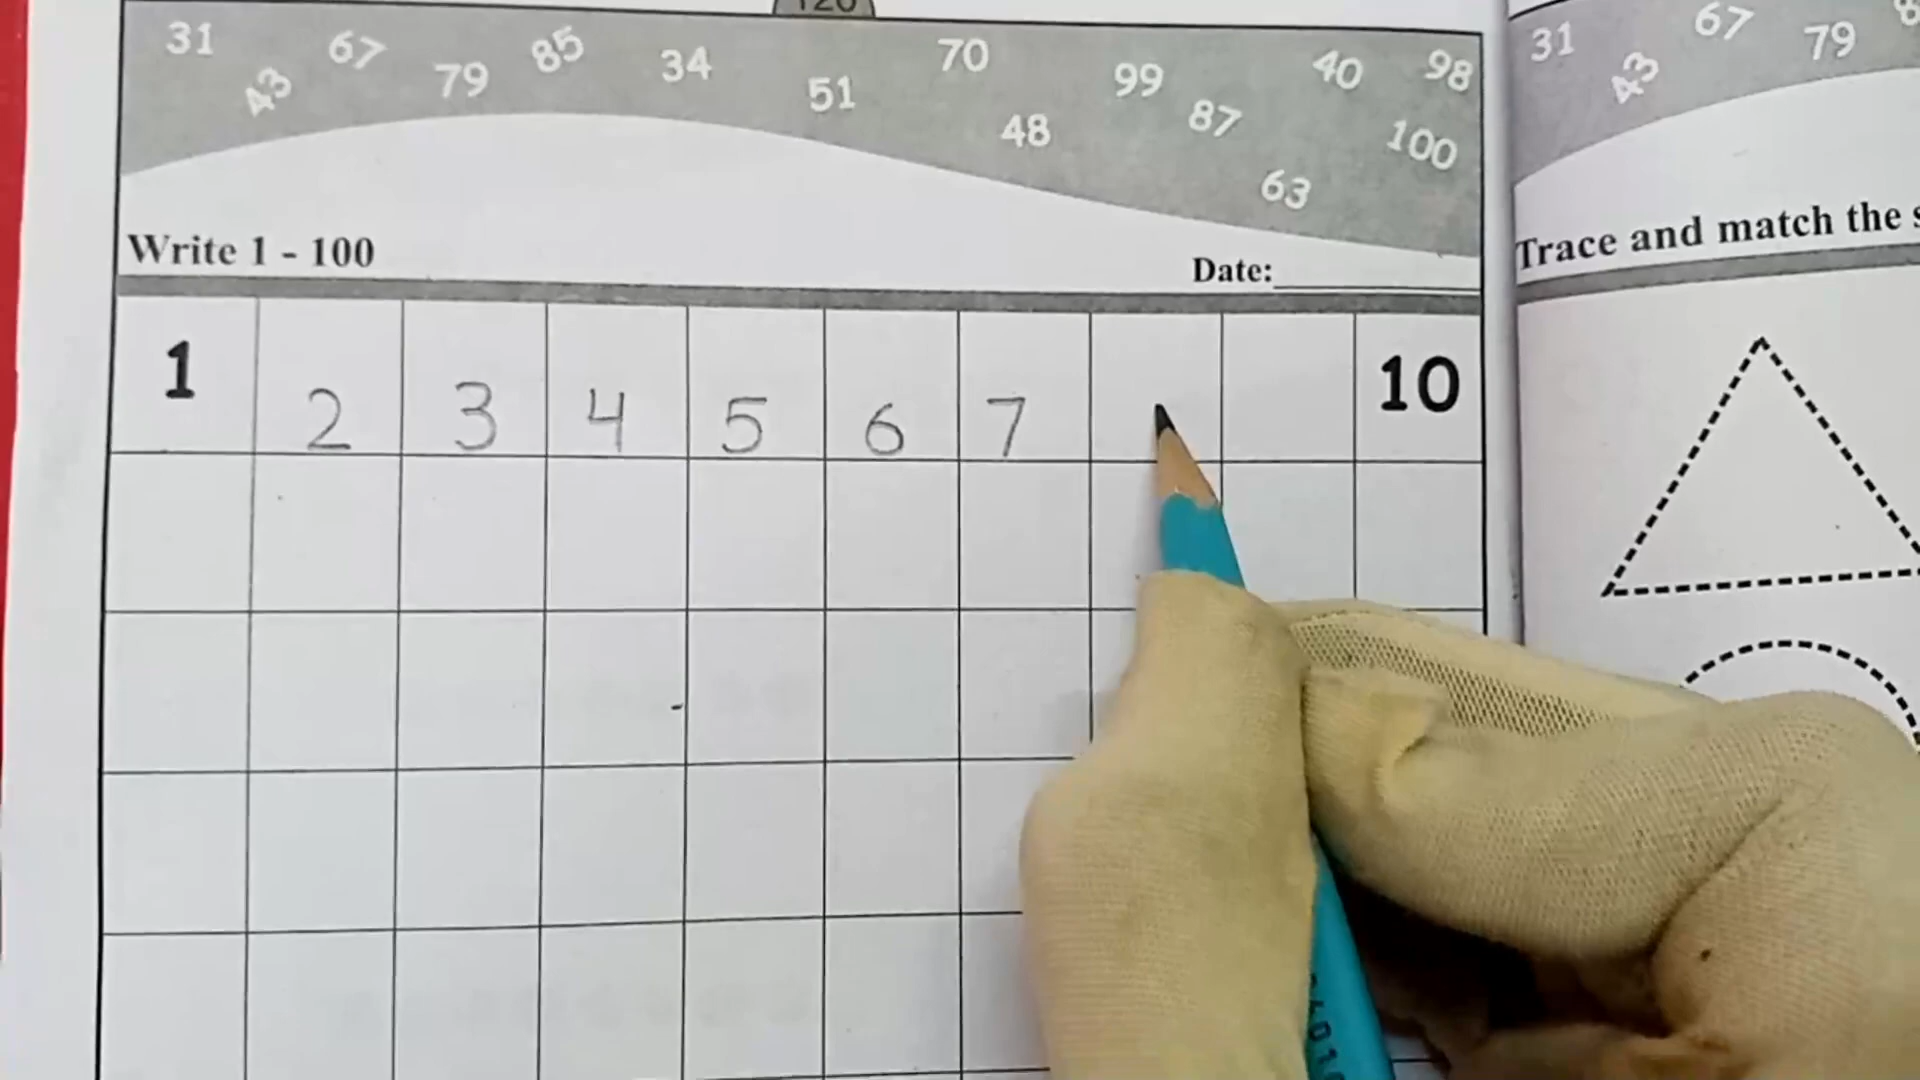 120
31 43 67 79 85 34 51 70 48 99 87 63 40 98 100
Write 1 - 100
Date:
1 2 3 4 5 6 7 10
31 43 67 79
Trace and match the